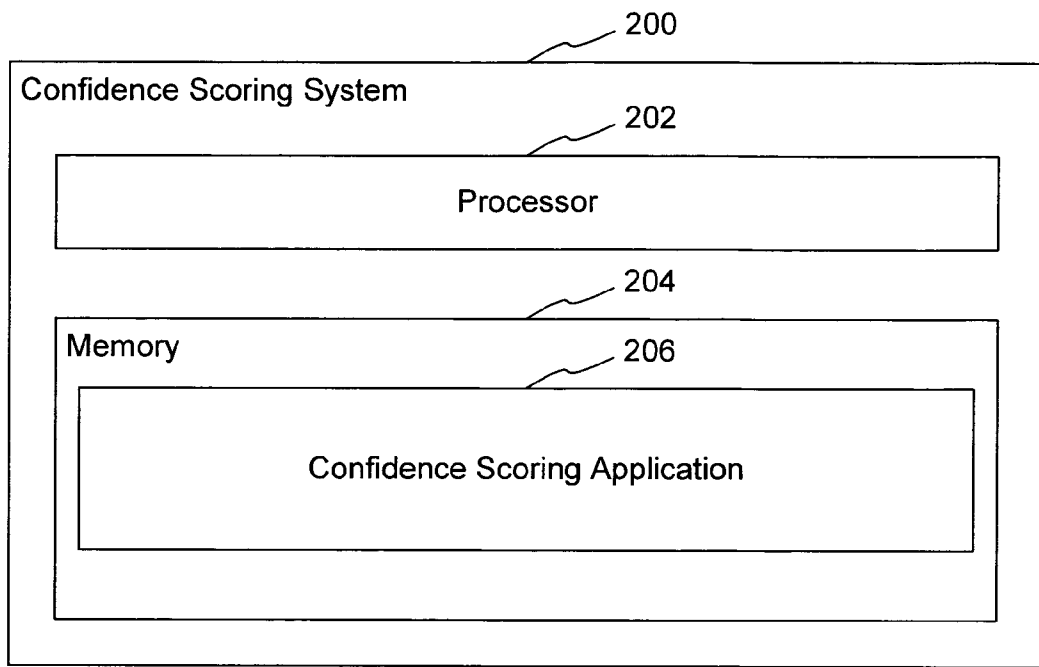 200
Confidence Scoring System
202
Processor
204
Memory
206
Confidence Scoring Application